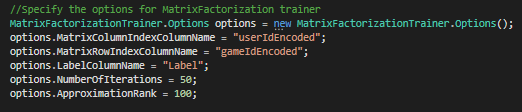 //Specify the options for MatrixFactorization trainer
MatrixFactorizationTrainer.Options options = new MatrixFactorizationTrainer.Options();
options.MatrixColumnIndexColumnName = "userIdEncoded";
options.MatrixRowIndexColumnName = "gameIdEncoded";
options.LabelColumnName = "Label";
options.NumberOfIterations = 50;
options.ApproximationRank = 100;